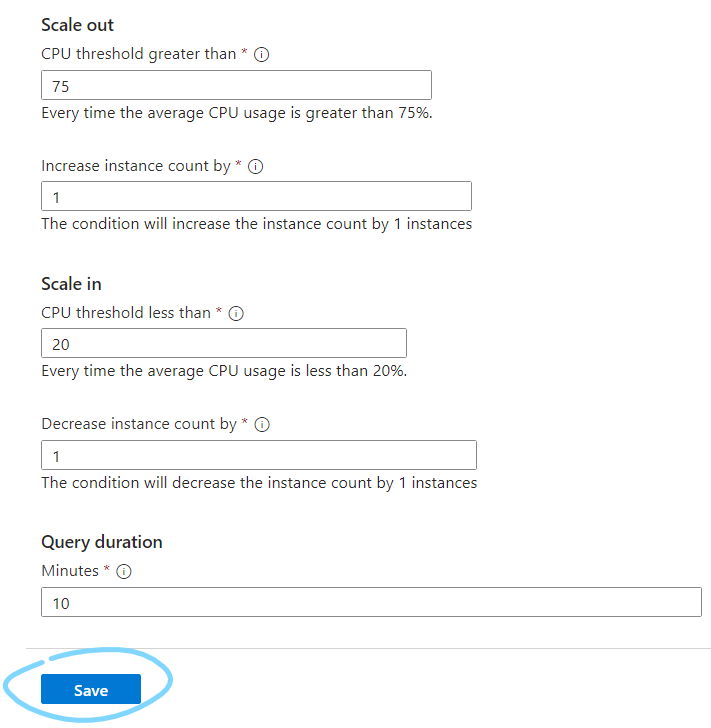 Scale out
CPU threshold greater than *
75
Every time the average CPU usage is greater than 75%.
Increase instance count by *
1
The condition will increase the instance count by 1 instances
Scale in
CPU threshold less than *
20
Every time the average CPU usage is less than 20%.
Decrease instance count by *
1
The condition will decrease the instance count by 1 instances
Query duration
Minutes *
10
Save